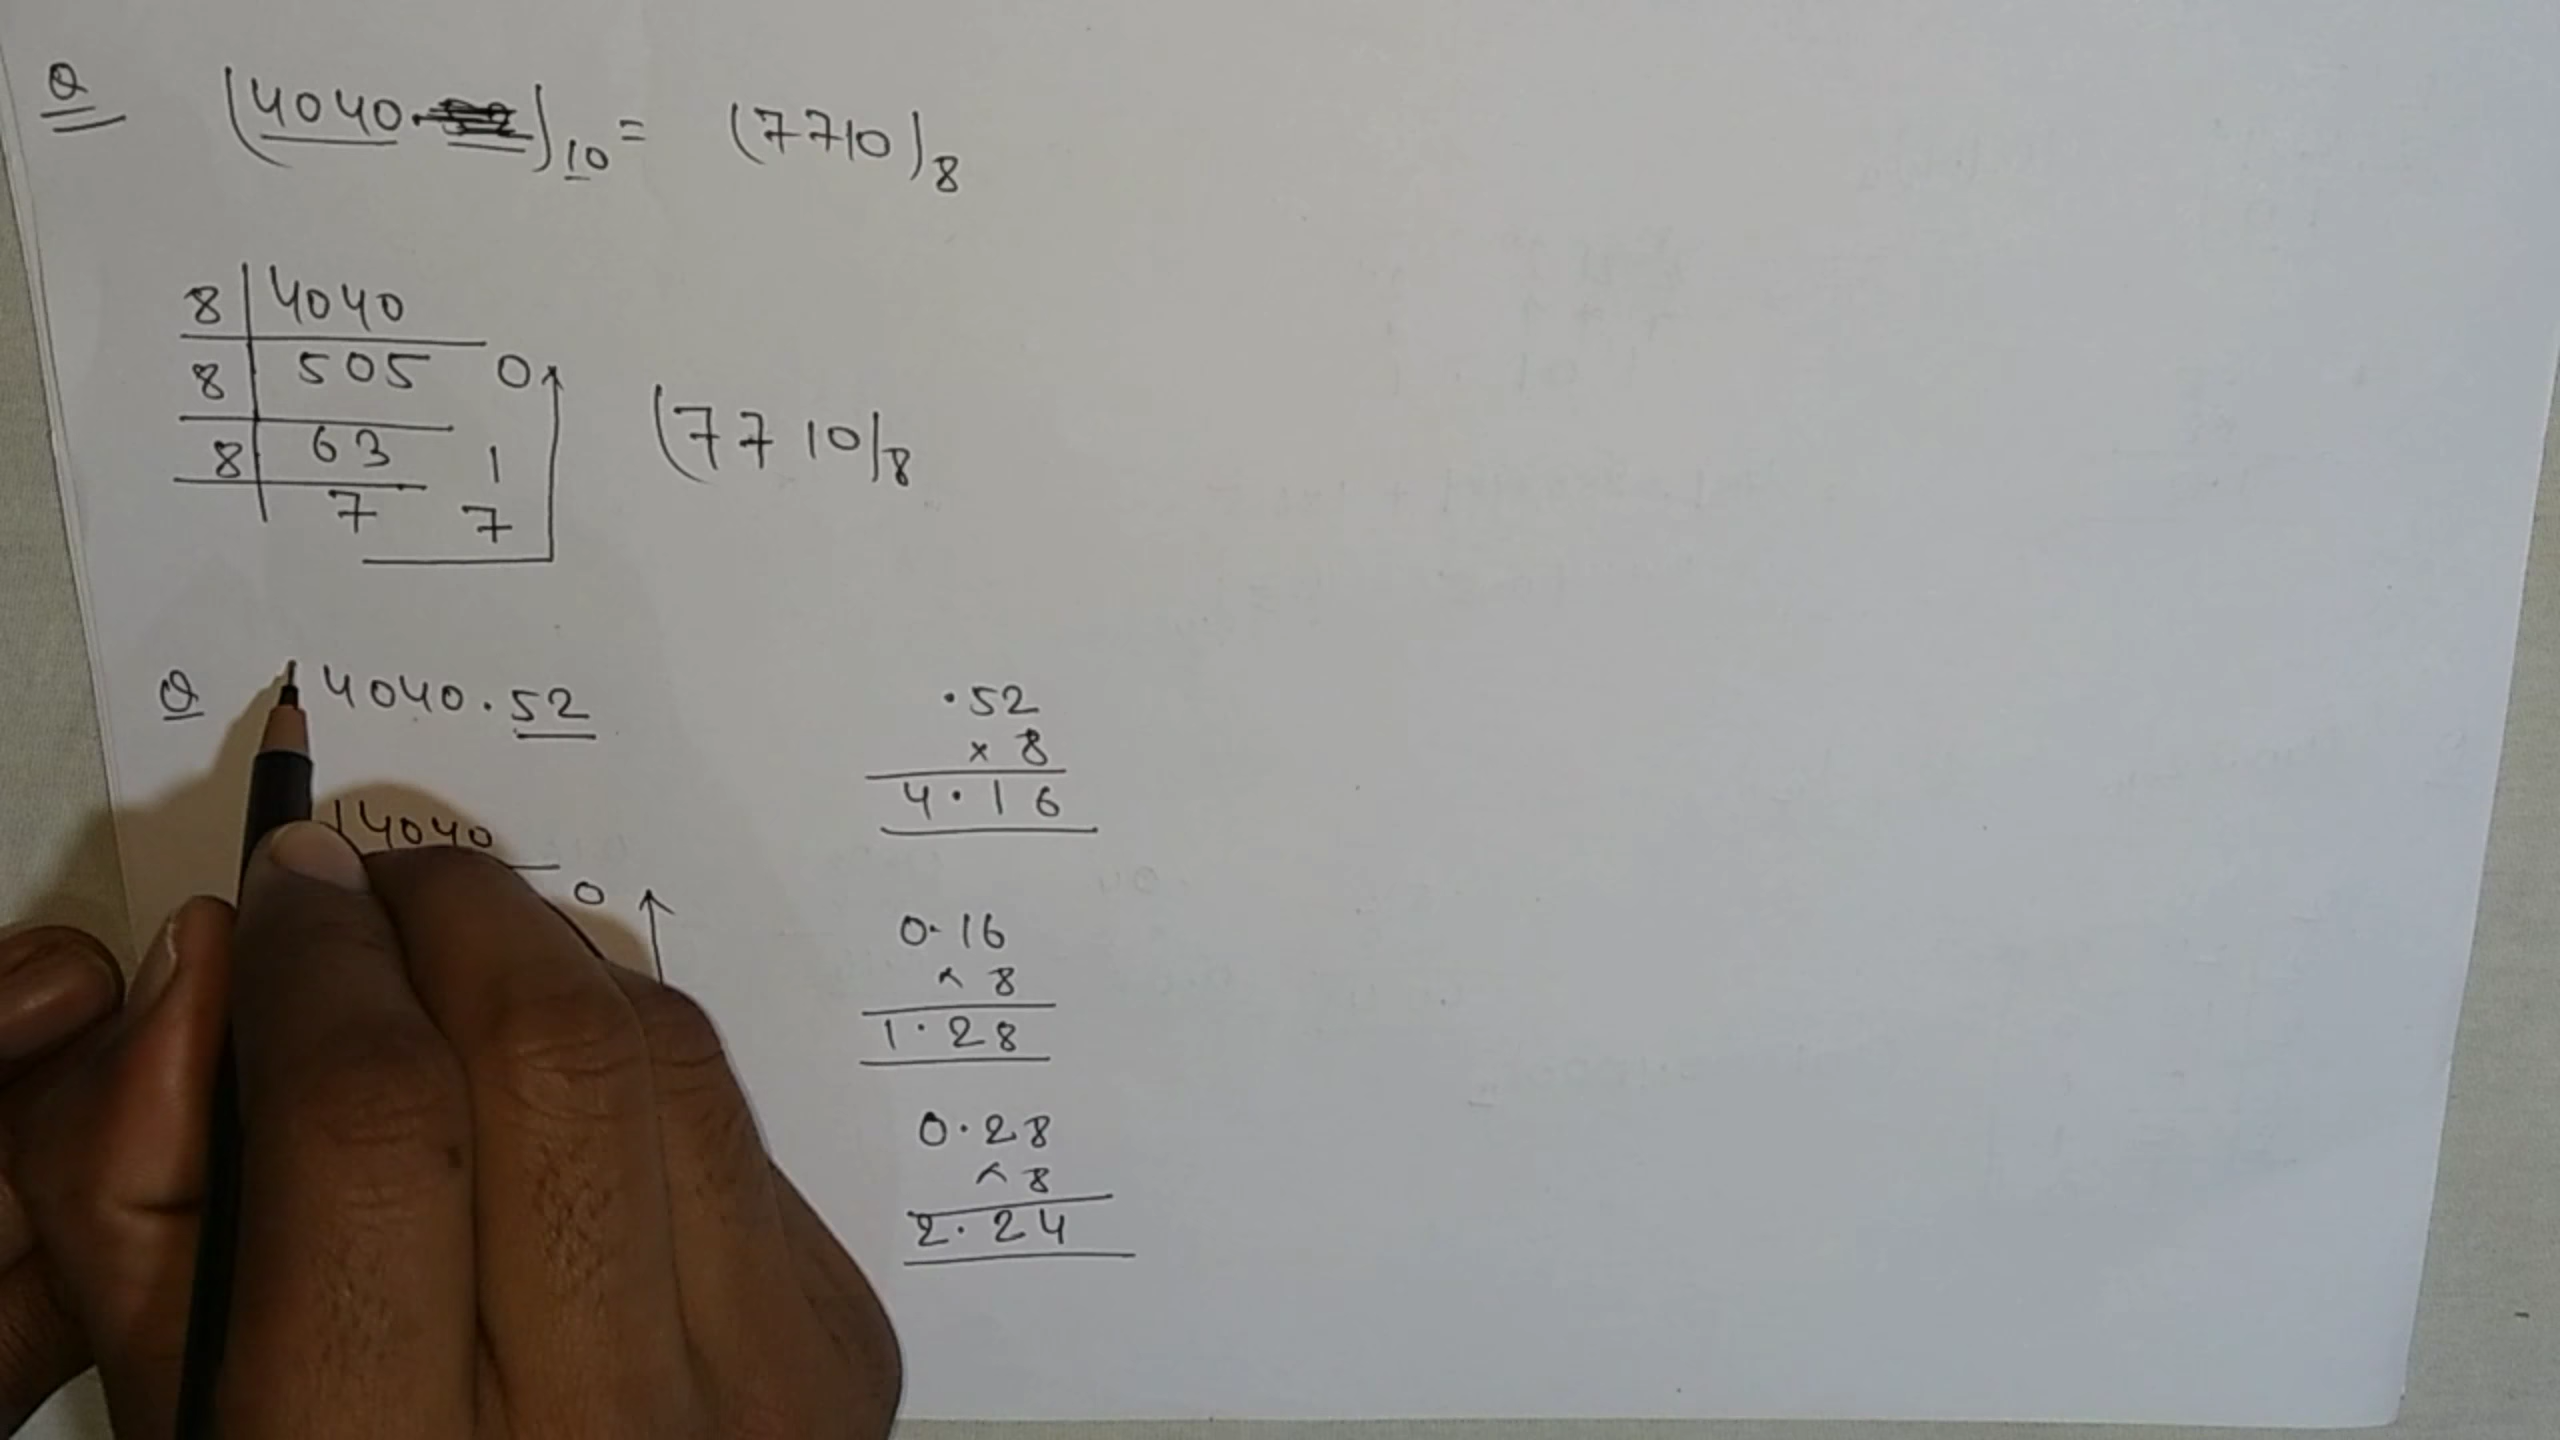 Q (4040. )10 = (7710)8
8 4040
8 505 0
8 63 1
7 7
(7710)8
Q 4040.52
4040
0
.52
x 8
4.16
0.16
x 8
1.28
0.28
x 8
2.24